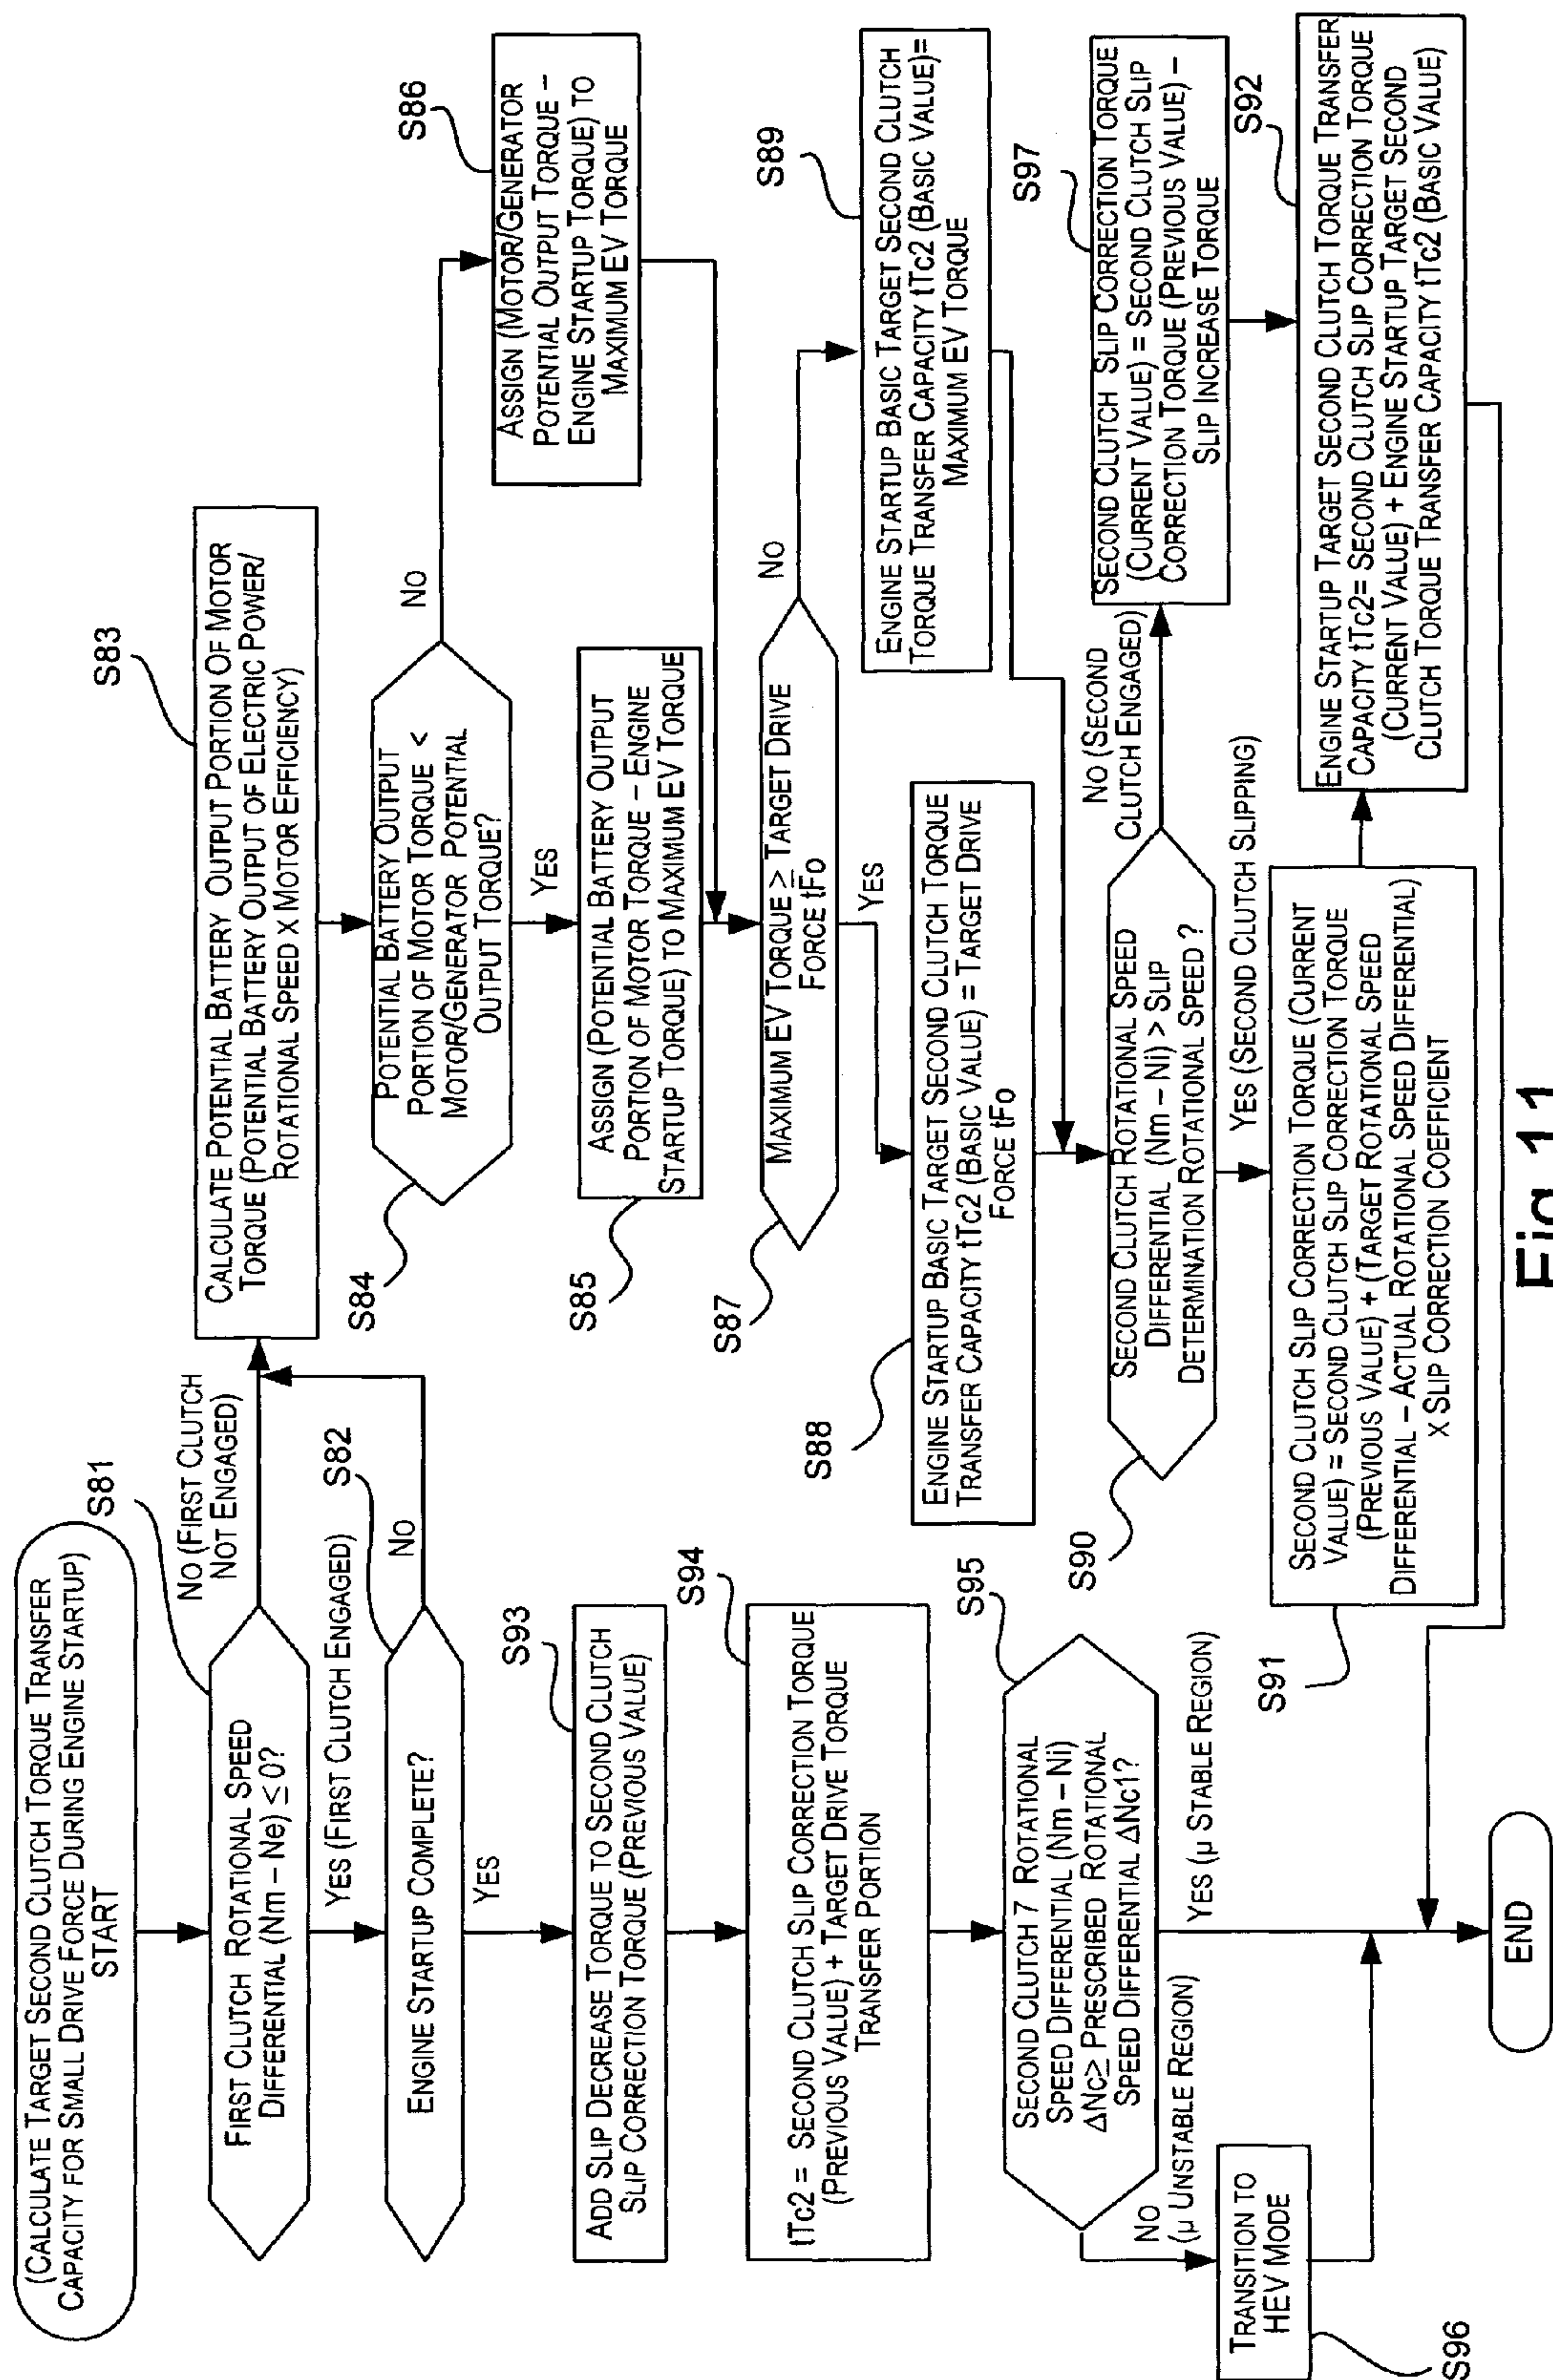 (CALCULATE TARGET SECOND CLUTCH TORQUE TRANSFER
CAPACITY FOR SMALL DRIVE FORCE DURING ENGINE STARTUP)
START
S81
FIRST CLUTCH ROTATIONAL SPEED
DIFFERENTIAL (Nm – Ne) ≤ 0?
NO (FIRST CLUTCH
NOT ENGAGED)
YES (FIRST CLUTCH ENGAGED)
S82
ENGINE STARTUP COMPLETE?
NO
YES
S93
ADD SLIP DECREASE TORQUE TO SECOND CLUTCH
SLIP CORRECTION TORQUE (PREVIOUS VALUE)
S94
tTc2 = SECOND CLUTCH SLIP CORRECTION TORQUE
(PREVIOUS VALUE) + TARGET DRIVE TORQUE
TRANSFER PORTION
S95
SECOND CLUTCH 7 ROTATIONAL
SPEED DIFFERENTIAL (Nm – Ni)
ΔNc≥ PRESCRIBED ROTATIONAL
SPEED DIFFERENTIAL ΔNc1?
NO
(μ UNSTABLE REGION)
YES (μ STABLE REGION)
TRANSITION TO
HEV MODE
S96
END
S83
CALCULATE POTENTIAL BATTERY OUTPUT PORTION OF MOTOR
TORQUE (POTENTIAL BATTERY OUTPUT OF ELECTRIC POWER/
ROTATIONAL SPEED X MOTOR EFFICIENCY)
S84
POTENTIAL BATTERY OUTPUT
PORTION OF MOTOR TORQUE <
MOTOR/GENERATOR POTENTIAL
OUTPUT TORQUE?
NO
YES
S85
ASSIGN (POTENTIAL BATTERY OUTPUT
PORTION OF MOTOR TORQUE – ENGINE
STARTUP TORQUE) TO MAXIMUM EV TORQUE
S86
ASSIGN (MOTOR/GENERATOR
POTENTIAL OUTPUT TORQUE –
ENGINE STARTUP TORQUE) TO
MAXIMUM EV TORQUE
S87
MAXIMUM EV TORQUE ≥ TARGET DRIVE
FORCE tFo
NO
YES
S88
ENGINE STARTUP BASIC TARGET SECOND CLUTCH TORQUE
TRANSFER CAPACITY tTc2 (BASIC VALUE) = TARGET DRIVE
FORCE tFo
S89
ENGINE STARTUP BASIC TARGET SECOND CLUTCH
TORQUE TRANSFER CAPACITY tTc2 (BASIC VALUE)=
MAXIMUM EV TORQUE
S90
SECOND CLUTCH ROTATIONAL SPEED
DIFFERENTIAL (Nm – Ni) > SLIP
DETERMINATION ROTATIONAL SPEED ?
NO (SECOND
CLUTCH ENGAGED)
YES (SECOND CLUTCH SLIPPING)
S91
SECOND CLUTCH SLIP CORRECTION TORQUE (CURRENT
VALUE) = SECOND CLUTCH SLIP CORRECTION TORQUE
(PREVIOUS VALUE) + (TARGET ROTATIONAL SPEED
DIFFERENTIAL – ACTUAL ROTATIONAL SPEED DIFFERENTIAL)
X SLIP CORRECTION COEFFICIENT
S97
SECOND CLUTCH SLIP CORRECTION TORQUE
(CURRENT VALUE) = SECOND CLUTCH SLIP
CORRECTION TORQUE (PREVIOUS VALUE) –
SLIP INCREASE TORQUE
S92
ENGINE STARTUP TARGET SECOND CLUTCH TORQUE TRANSFER
CAPACITY tTc2= SECOND CLUTCH SLIP CORRECTION TORQUE
(CURRENT VALUE) + ENGINE STARTUP TARGET SECOND
CLUTCH TORQUE TRANSFER CAPACITY tTc2 (BASIC VALUE)
Fig. 11